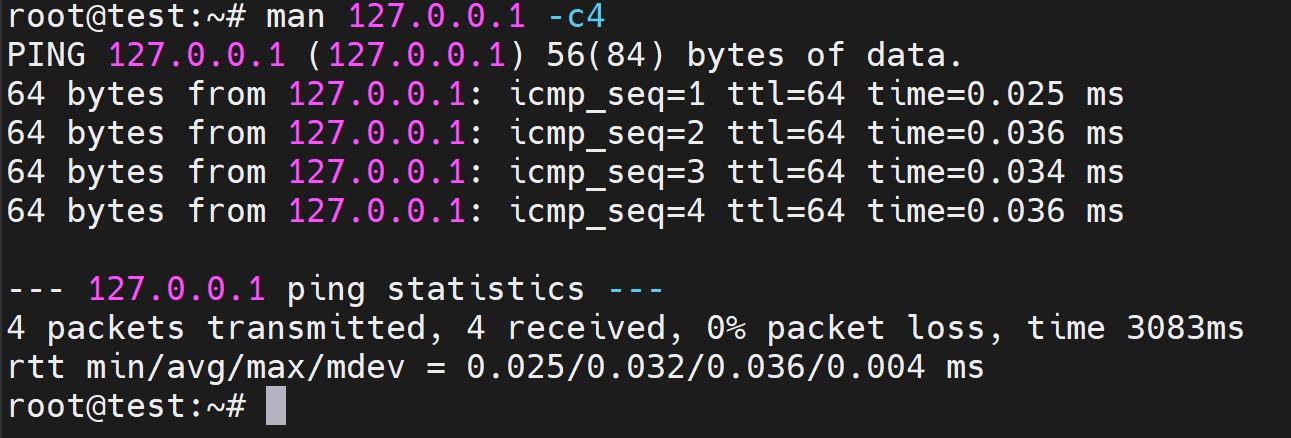 root@test:~# man 127.0.0.1 -c4
PING 127.0.0.1 (127.0.0.1) 56(84) bytes of data.
64 bytes from 127.0.0.1: icmp_seq=1 ttl=64 time=0.025 ms
64 bytes from 127.0.0.1: icmp_seq=2 ttl=64 time=0.036 ms
64 bytes from 127.0.0.1: icmp_seq=3 ttl=64 time=0.034 ms
64 bytes from 127.0.0.1: icmp_seq=4 ttl=64 time=0.036 ms
--- 127.0.0.1 ping statistics ---
4 packets transmitted, 4 received, 0% packet loss, time 3083ms
rtt min/avg/max/mdev = 0.025/0.032/0.036/0.004 ms
root@test:~#